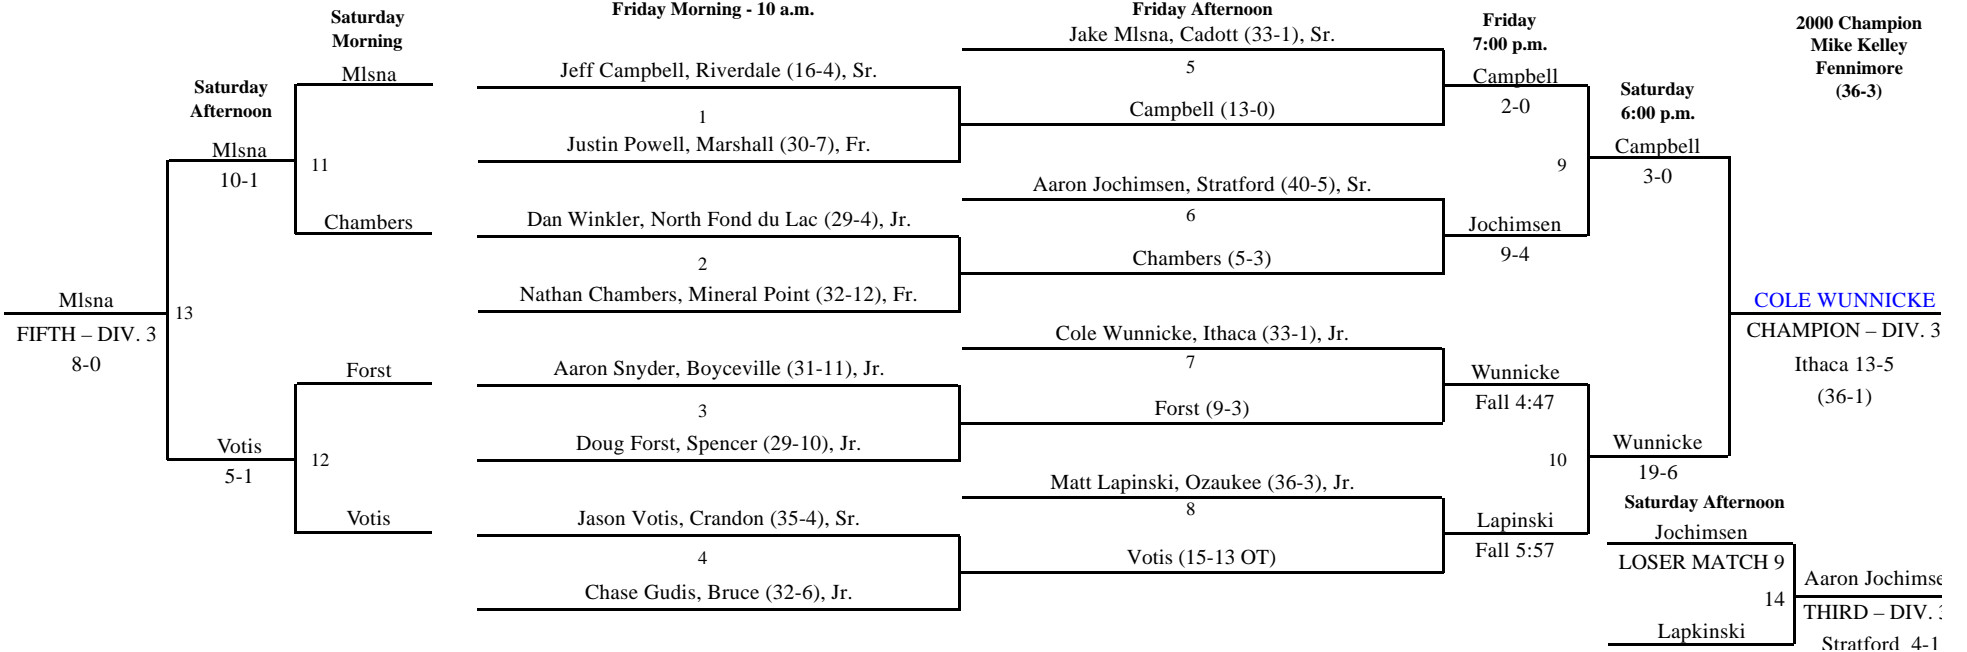 Friday Morning - 10 a.m.
Friday Afternoon
Saturday
Morning
Friday
7:00 p.m.
2000 Champion
Mike Kelley
Fennimore
(36-3)
Saturday
Afternoon
Saturday
6:00 p.m.
Jake Mlsna, Cadott (33-1), Sr.
5
Campbell (13-0)
Mlsna
Jeff Campbell, Riverdale (16-4), Sr.
1
Justin Powell, Marshall (30-7), Fr.
Campbell
2-0
Mlsna
10-1
11
9
Campbell
3-0
Aaron Jochimsen, Stratford (40-5), Sr.
6
Chambers (5-3)
Chambers
Dan Winkler, North Fond du Lac (29-4), Jr.
2
Nathan Chambers, Mineral Point (32-12), Fr.
Jochimsen
9-4
Mlsna
FIFTH – DIV. 3
8-0
13
COLE WUNNICKE
CHAMPION – DIV. 3
Ithaca 13-5
(36-1)
Cole Wunnicke, Ithaca (33-1), Jr.
7
Forst (9-3)
Forst
Aaron Snyder, Boyceville (31-11), Jr.
3
Doug Forst, Spencer (29-10), Jr.
Wunnicke
Fall 4:47
Votis
5-1
12
10
Wunnicke
19-6
Matt Lapinski, Ozaukee (36-3), Jr.
8
Votis (15-13 OT)
Votis
Jason Votis, Crandon (35-4), Sr.
4
Chase Gudis, Bruce (32-6), Jr.
Lapinski
Fall 5:57
Saturday Afternoon
Jochimsen
LOSER MATCH 9
14
Lapkinski
Aaron Jochimse
THIRD – DIV. 3
Stratford 4-1